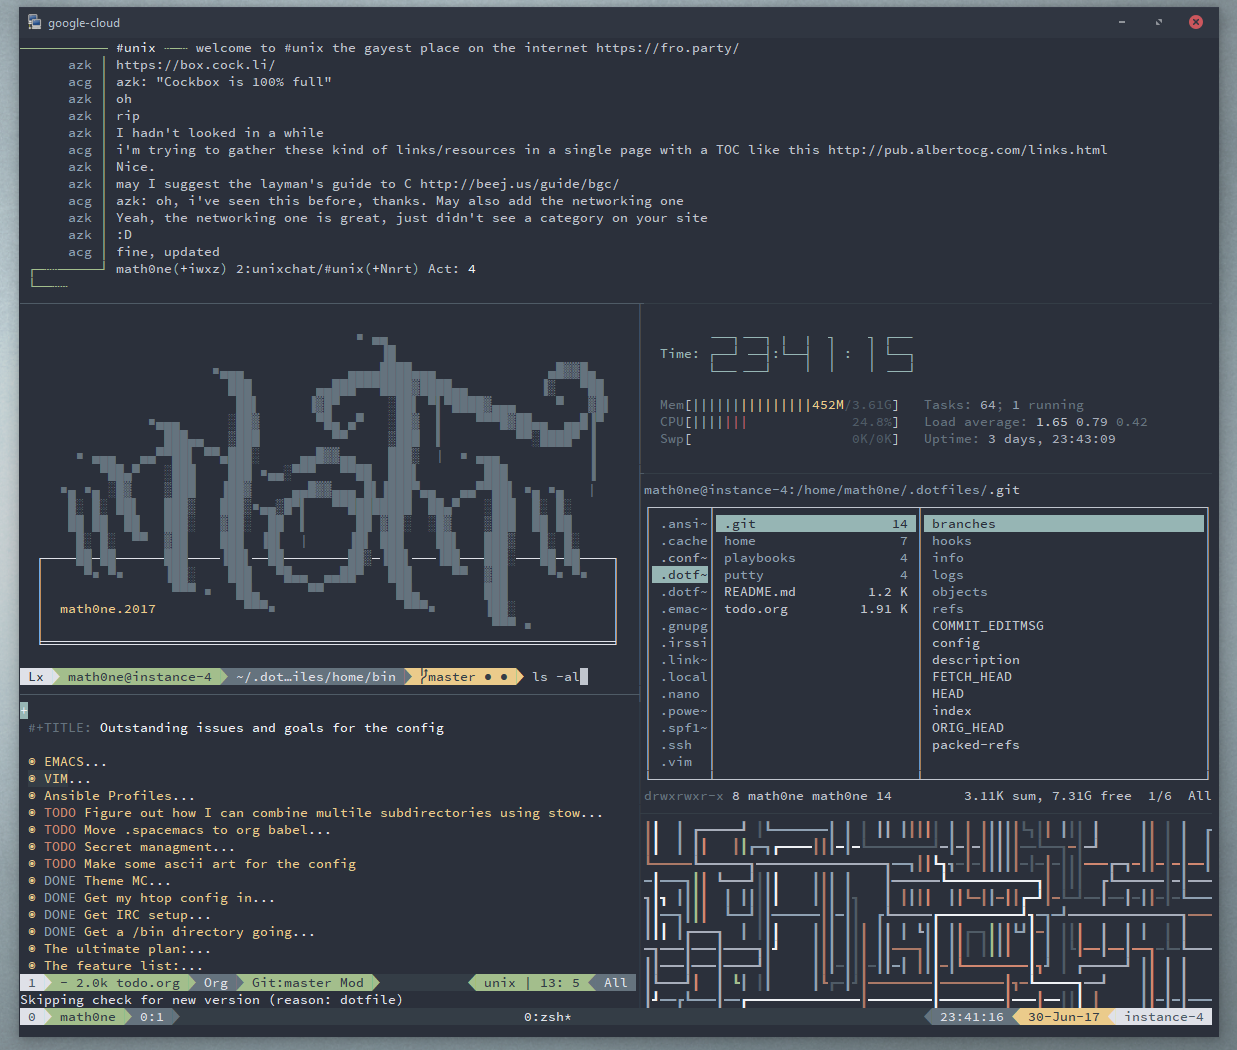 google-cloud
#unix welcome to #unix the gayest place on the internet https://fro.party/
azk https://box.cock.li/
acg azk: "Cockbox is 100% full"
azk oh
azk rip
azk I hadn't looked in a while
acg i'm trying to gather these kind of links/resources in a single page with a TOC like this http://pub.albertocg.com/links.html
azk Nice.
azk may I suggest the layman's guide to C http://beej.us/guide/bgc/
acg azk: oh, i've seen this before, thanks. May also add the networking one
azk Yeah, the networking one is great, just didn't see a category on your site
azk :D
acg fine, updated
math0ne(+iwxz) 2:unixchat/#unix(+Nnrt) Act: 4
math0ne.2017
Lx math0ne@instance-4 ~/.dot…iles/home/bin master ● ● ls -al
+
#+TITLE: Outstanding issues and goals for the config
EMACS...
VIM...
Ansible Profiles...
TODO Figure out how I can combine multile subdirectories using stow...
TODO Move .spacemacs to org babel...
TODO Secret managment...
TODO Make some ascii art for the config
DONE Theme MC...
DONE Get my htop config in...
DONE Get IRC setup...
DONE Get a /bin directory going...
The ultimate plan:...
The feature list:...
1 - 2.0k todo.org Org Git:master Mod unix | 13: 5 All
Skipping check for new version (reason: dotfile)
Time: 23:41:15
Mem[||||||||||||||||452M/3.61G] Tasks: 64; 1 running
CPU[||||||| 24.8%] Load average: 1.65 0.79 0.42
Swp[ 0K/0K] Uptime: 3 days, 23:43:09
math0ne@instance-4:/home/math0ne/.dotfiles/.git
.ansi~ .git 14 branches
.cache home 7 hooks
.conf~ playbooks 4 info
.dotf~ putty 4 logs
.dotf~ README.md 1.2 K objects
.emac~ todo.org 1.91 K refs
.gnupg COMMIT_EDITMSG
.irssi config
.link~ description
.local FETCH_HEAD
.nano HEAD
.powe~ index
.spf1~ ORIG_HEAD
.ssh packed-refs
.vim
drwxrwxr-x 8 math0ne math0ne 14 3.11K sum, 7.31G free 1/6 All
0 math0ne 0:1 0:zsh* 23:41:16 30-Jun-17 instance-4